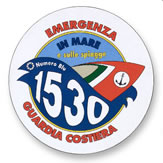 EMERGENZA
IN MARE
e sulle spiagge
Numero Blu
1530
GUARDIA COSTIERA